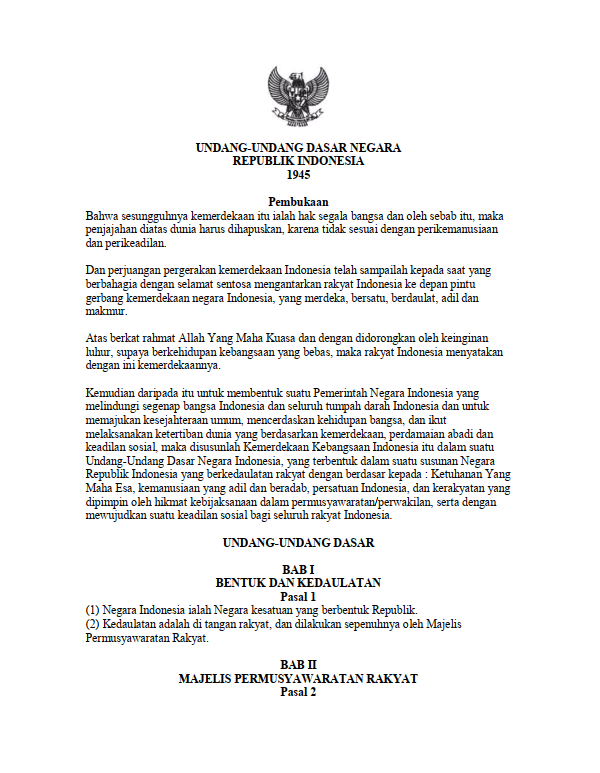 UNDANG-UNDANG DASAR NEGARA
REPUBLIK INDONESIA
1945
Pembukaan
Bahwa sesungguhnya kemerdekaan itu ialah hak segala bangsa dan oleh sebab itu, maka
penjajahan diatas dunia harus dihapuskan, karena tidak sesuai dengan perikemanusiaan
dan perikeadilan.
Dan perjuangan pergerakan kemerdekaan Indonesia telah sampailah kepada saat yang
berbahagia dengan selamat sentosa mengantarkan rakyat Indonesia ke depan pintu
gerbang kemerdekaan negara Indonesia, yang merdeka, bersatu, berdaulat, adil dan
makmur.
Atas berkat rahmat Allah Yang Maha Kuasa dan dengan didorongkan oleh keinginan
luhur, supaya berkehidupan kebangsaan yang bebas, maka rakyat Indonesia menyatakan
dengan ini kemerdekaannya.
Kemudian daripada itu untuk membentuk suatu Pemerintah Negara Indonesia yang
melindungi segenap bangsa Indonesia dan seluruh tumpah darah Indonesia dan untuk
memajukan kesejahteraan umum, mencerdaskan kehidupan bangsa, dan ikut
melaksanakan ketertiban dunia yang berdasarkan kemerdekaan, perdamaian abadi dan
keadilan sosial, maka disusunlah Kemerdekaan Kebangsaan Indonesia itu dalam suatu
Undang-Undang Dasar Negara Indonesia, yang terbentuk dalam suatu susunan Negara
Republik Indonesia yang berkedaulatan rakyat dengan berdasar kepada : Ketuhanan Yang
Maha Esa, kemanusiaan yang adil dan beradab, persatuan Indonesia, dan kerakyatan yang
dipimpin oleh hikmat kebijaksanaan dalam permusyawaratan/perwakilan, serta dengan
mewujudkan suatu keadilan sosial bagi seluruh rakyat Indonesia.
UNDANG-UNDANG DASAR
BAB I
BENTUK DAN KEDAULATAN
Pasal 1
(1) Negara Indonesia ialah Negara kesatuan yang berbentuk Republik.
(2) Kedaulatan adalah di tangan rakyat, dan dilakukan sepenuhnya oleh Majelis
Permusyawaratan Rakyat.
BAB II
MAJELIS PERMUSYAWARATAN RAKYAT
Pasal 2